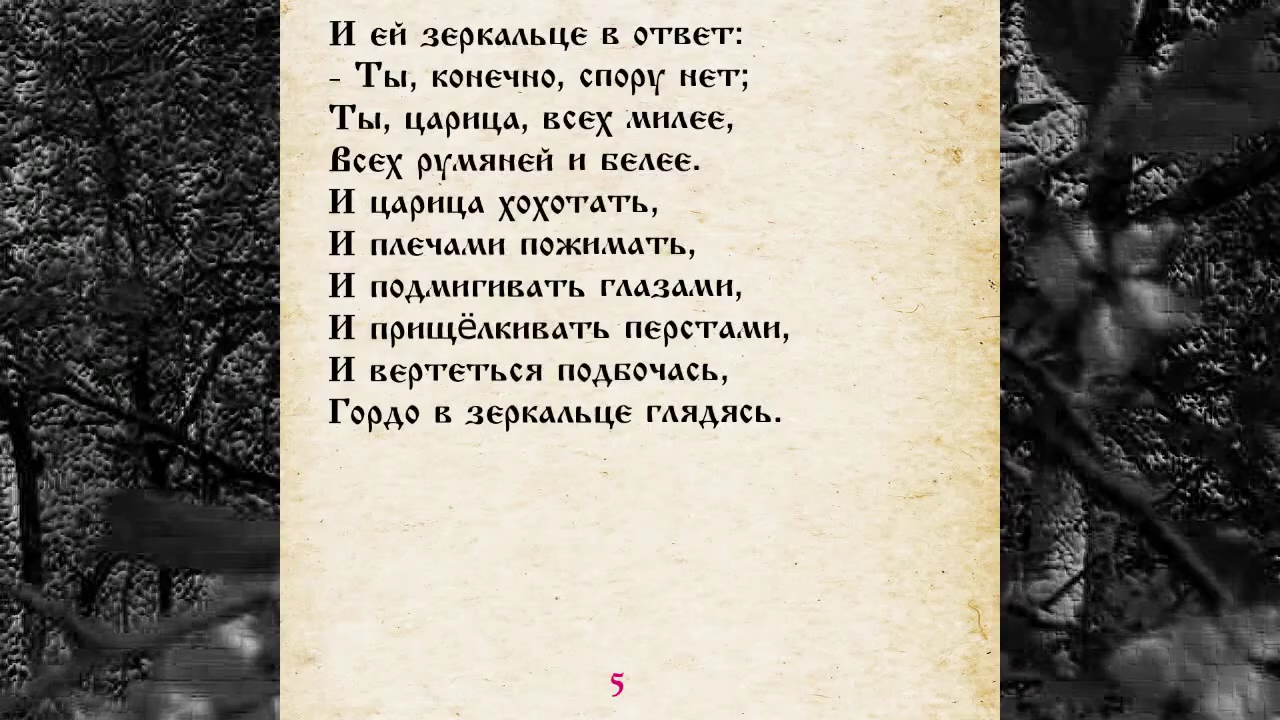 И ей зеркальце в ответ:
- Ты, конечно, спору нет;
Ты, царица, всех милее,
Всех румяней и белее.
И царица хохотать,
И плечами пожимать,
И подмигивать глазами,
И прищёлкивать перстами,
И вертеться подбочась,
Гордо в зеркальце глядясь.
5